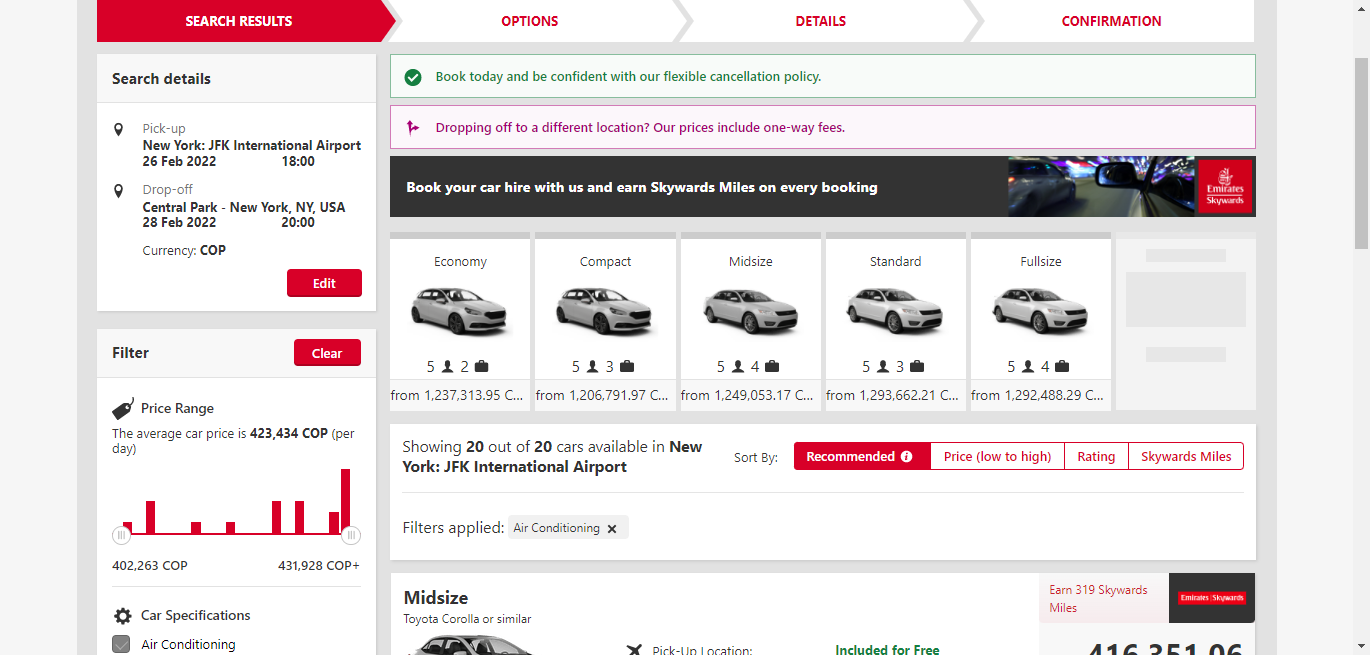 SEARCH RESULTS
OPTIONS
DETAILS
CONFIRMATION
Search details
Pick-up
New York: JFK International Airport
26 Feb 2022 18:00
Drop-off
Central Park - New York, NY, USA
28 Feb 2022 20:00
Currency: COP
Edit
Filter
Clear
Price Range
The average car price is 423,434 COP (per
day)
402,263 COP
431,928 COP+
Car Specifications
Air Conditioning
Book today and be confident with our flexible cancellation policy.
Dropping off to a different location? Our prices include one-way fees.
Book your car hire with us and earn Skywards Miles on every booking
Emirates
Skywards
Economy
5 2
from 1,237,313.95 C...
Compact
5 3
from 1,206,791.97 C...
Midsize
5 4
from 1,249,053.17 C...
Standard
5 3
from 1,293,662.21 C...
Fullsize
5 4
from 1,292,488.29 C...
Showing 20 out of 20 cars available in New
York: JFK International Airport
Sort By:
Recommended
Price (low to high)
Rating
Skywards Miles
Filters applied: Air Conditioning
Midsize
Toyota Corolla or similar
Pick-Up Location:
Included for Free
Earn 319 Skywards
Miles
Emirates Skywards
416,351.06